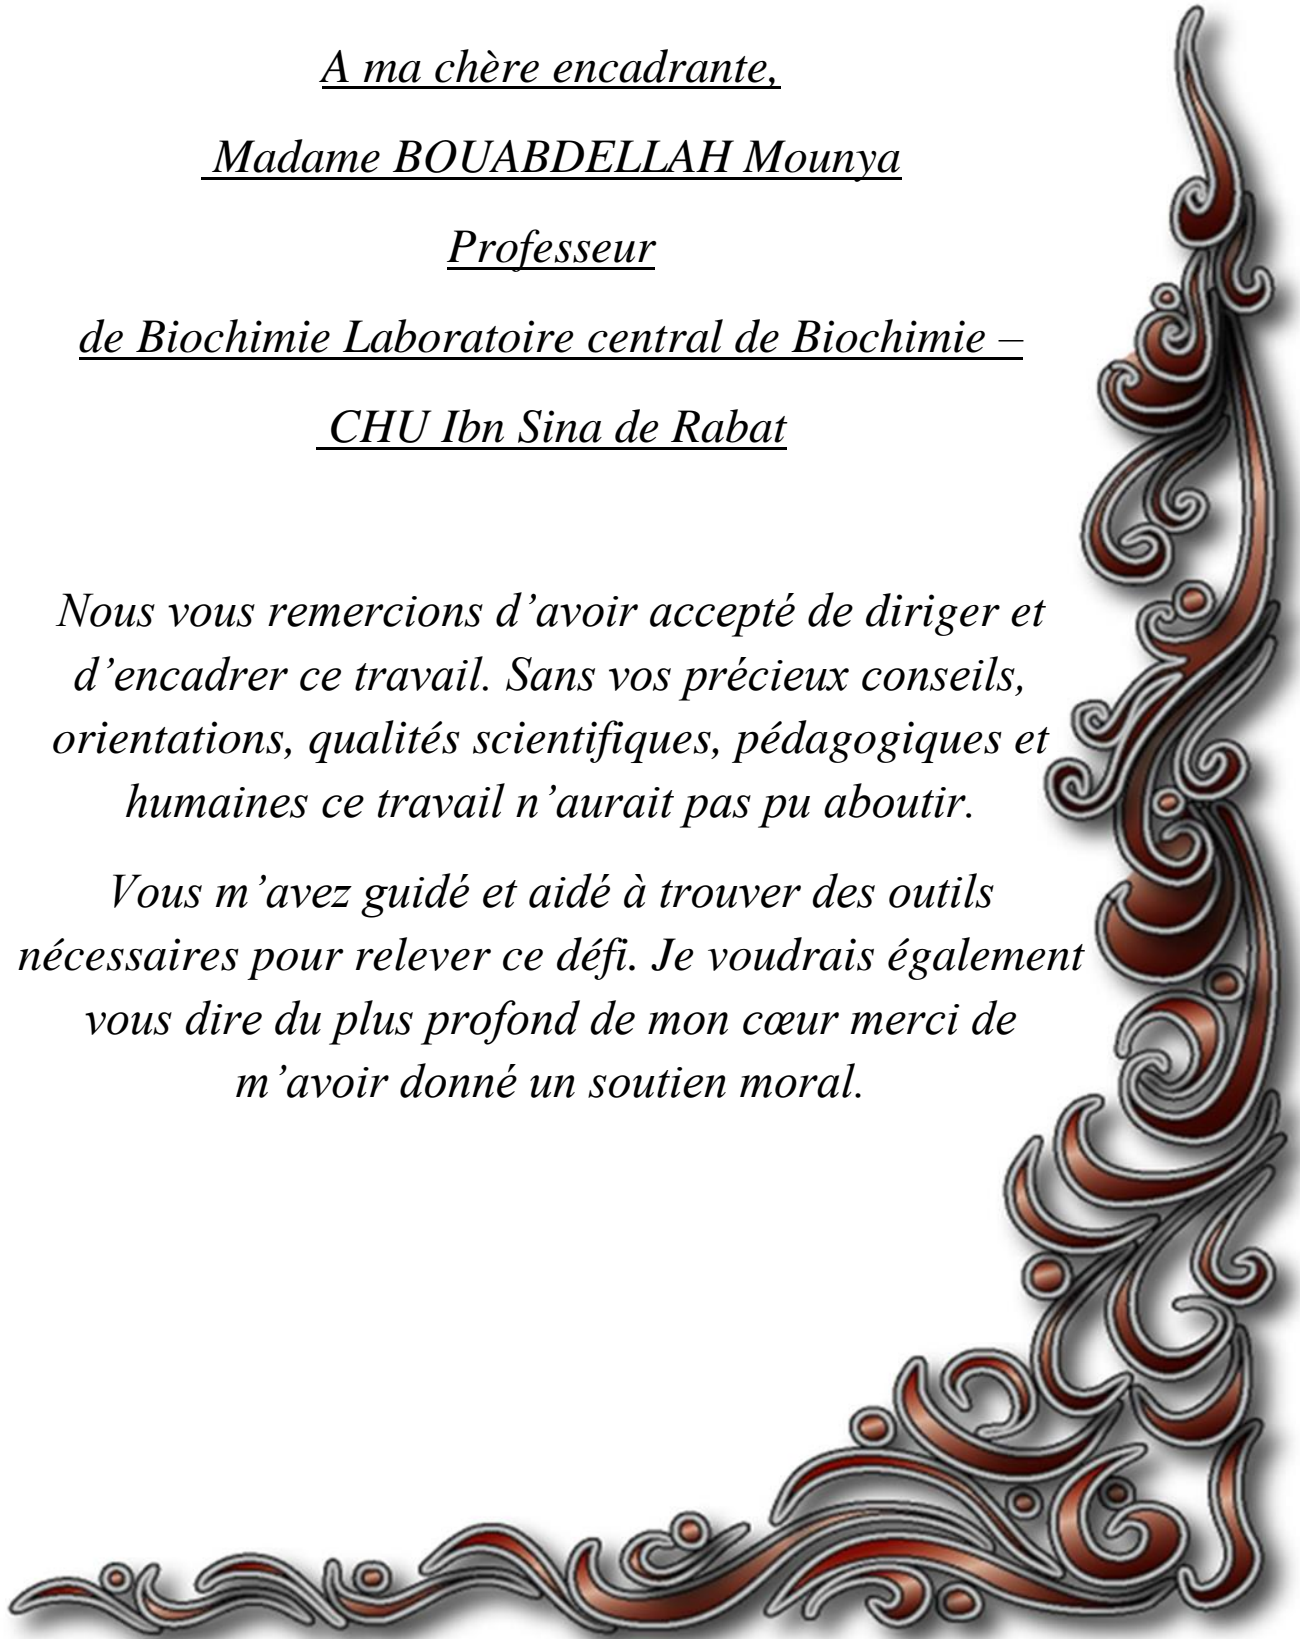 A ma chère encadrante,
Madame BOUABDELLAH Mounya
Professeur
de Biochimie Laboratoire central de Biochimie –
CHU Ibn Sina de Rabat
Nous vous remercions d’avoir accepté de diriger et
d’encadrer ce travail. Sans vos précieux conseils,
orientations, qualités scientifiques, pédagogiques et
humaines ce travail n’aurait pas pu aboutir.
Vous m’avez guidé et aidé à trouver des outils
nécessaires pour relever ce défi. Je voudrais également
vous dire du plus profond de mon cœur merci de
m’avoir donné un soutien moral.